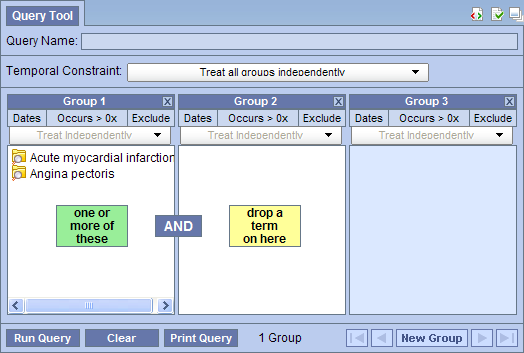 Query Tool
Query Name:
Temporal Constraint: Treat all groups independently
Group 1 X Group 2 X Group 3 X
Dates Occurs > 0x Exclude Dates Occurs > 0x Exclude Dates Occurs > 0x Exclude
Treat Independently Treat Independently Treat Independently
Acute myocardial infarction
Angina pectoris
one or
more of
these
AND
drop a
term
on here
Run Query Clear Print Query 1 Group New Group